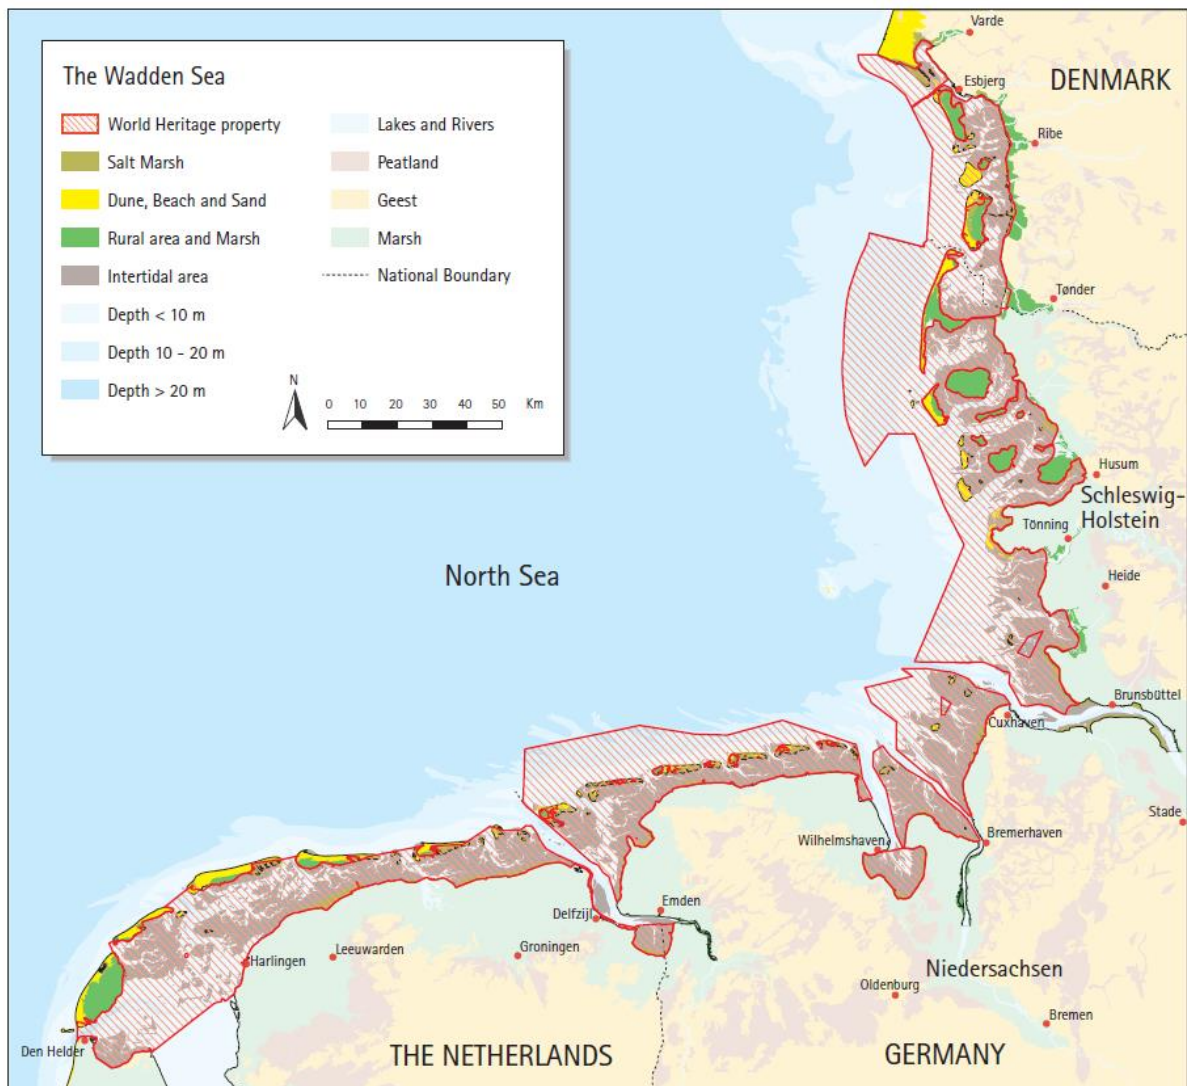 The Wadden Sea
World Heritage property
Salt Marsh
Dune, Beach and Sand
Rural area and Marsh
Intertidal area
Depth < 10 m
Depth 10 - 20 m
Depth > 20 m
Lakes and Rivers
Peatland
Geest
Marsh
National Boundary
N
0 10 20 30 40 50 Km
Varde
DENMARK
Esbjerg
Ribe
Tønder
Husum
Schleswig-
Holstein
Tönning
Heide
North Sea
Brunsbüttel
Cuxhaven
Stade
Wilhelmshaven
Bremerhaven
Emden
Delfzijl
Groningen
Leeuwarden
Harlingen
Niedersachsen
Oldenburg
Bremen
Den Helder
THE NETHERLANDS
GERMANY